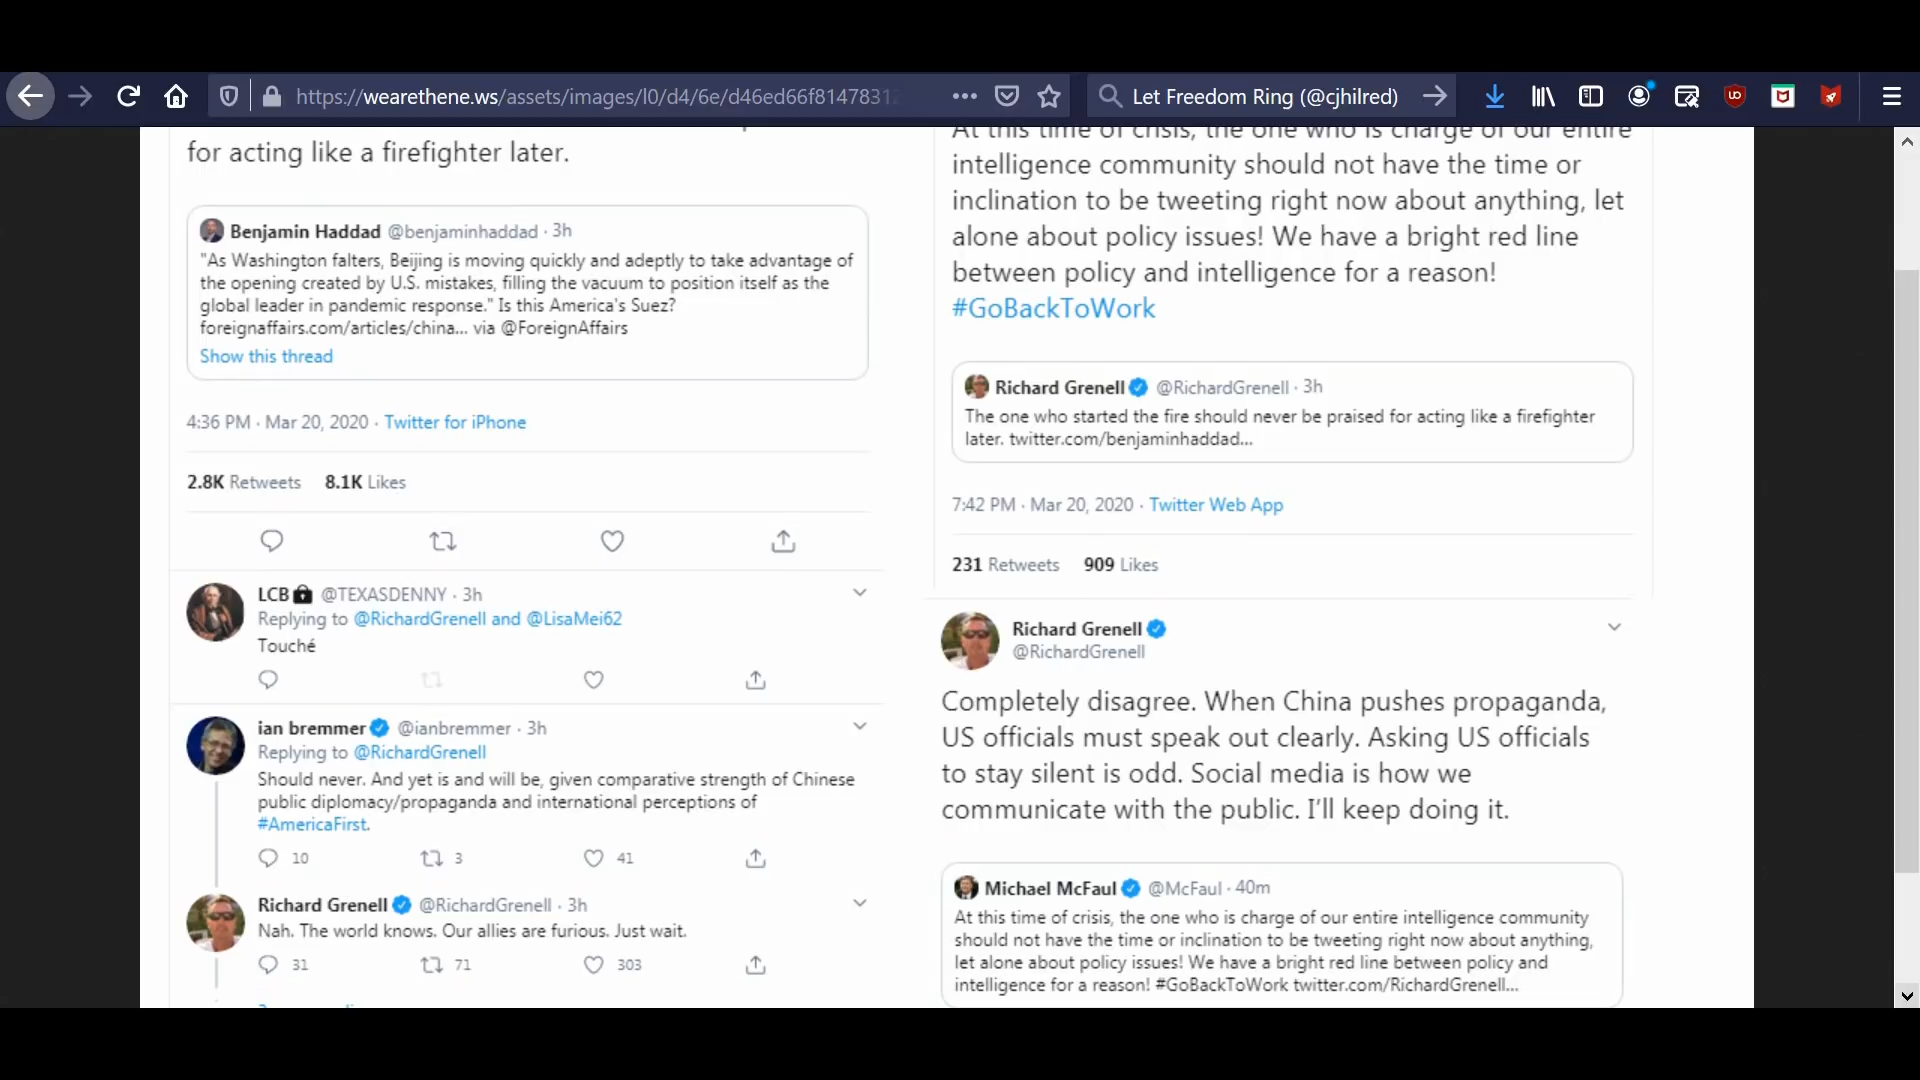 https://wearethene.ws/assets/images/l0/d4/6e/d46ed66f8147831
Let Freedom Ring (@cjhilred)
for acting like a firefighter later.
Benjamin Haddad @benjaminhaddad · 3h
"As Washington falters, Beijing is moving quickly and adeptly to take advantage of
the opening created by U.S. mistakes, filling the vacuum to position itself as the
global leader in pandemic response." Is this America's Suez?
foreignaffairs.com/articles/china... via @ForeignAffairs
Show this thread
4:36 PM · Mar 20, 2020 · Twitter for iPhone
2.8K Retweets 8.1K Likes
LCB @TEXASDENNY · 3h
Replying to @RichardGrenell and @LisaMei62
Touché
ian bremmer @ianbremmer · 3h
Replying to @RichardGrenell
Should never. And yet is and will be, given comparative strength of Chinese
public diplomacy/propaganda and international perceptions of
#AmericaFirst.
10 3 41
Richard Grenell @RichardGrenell · 3h
Nah. The world knows. Our allies are furious. Just wait.
31 71 303
At this time of crisis, the one who is charge of our entire
intelligence community should not have the time or
inclination to be tweeting right now about anything, let
alone about policy issues! We have a bright red line
between policy and intelligence for a reason!
#GoBackToWork
Richard Grenell @RichardGrenell · 3h
The one who started the fire should never be praised for acting like a firefighter
later. twitter.com/benjaminhaddad...
7:42 PM · Mar 20, 2020 · Twitter Web App
231 Retweets 909 Likes
Richard Grenell
@RichardGrenell
Completely disagree. When China pushes propaganda,
US officials must speak out clearly. Asking US officials
to stay silent is odd. Social media is how we
communicate with the public. I'll keep doing it.
Michael McFaul @McFaul · 40m
At this time of crisis, the one who is charge of our entire intelligence community
should not have the time or inclination to be tweeting right now about anything,
let alone about policy issues! We have a bright red line between policy and
intelligence for a reason! #GoBackToWork twitter.com/RichardGrenell...